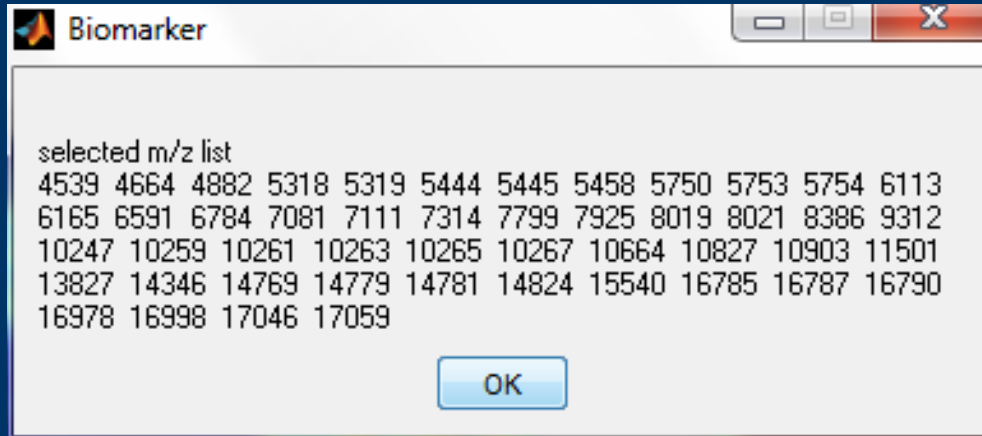 Biomarker
selected m/z list
4539 4664 4882 5318 5319 5444 5445 5458 5750 5753 5754 6113
6165 6591 6784 7081 7111 7314 7799 7925 8019 8021 8386 9312
10247 10259 10261 10263 10265 10267 10664 10827 10903 11501
13827 14346 14769 14779 14781 14824 15540 16785 16787 16790
16978 16998 17046 17059
OK